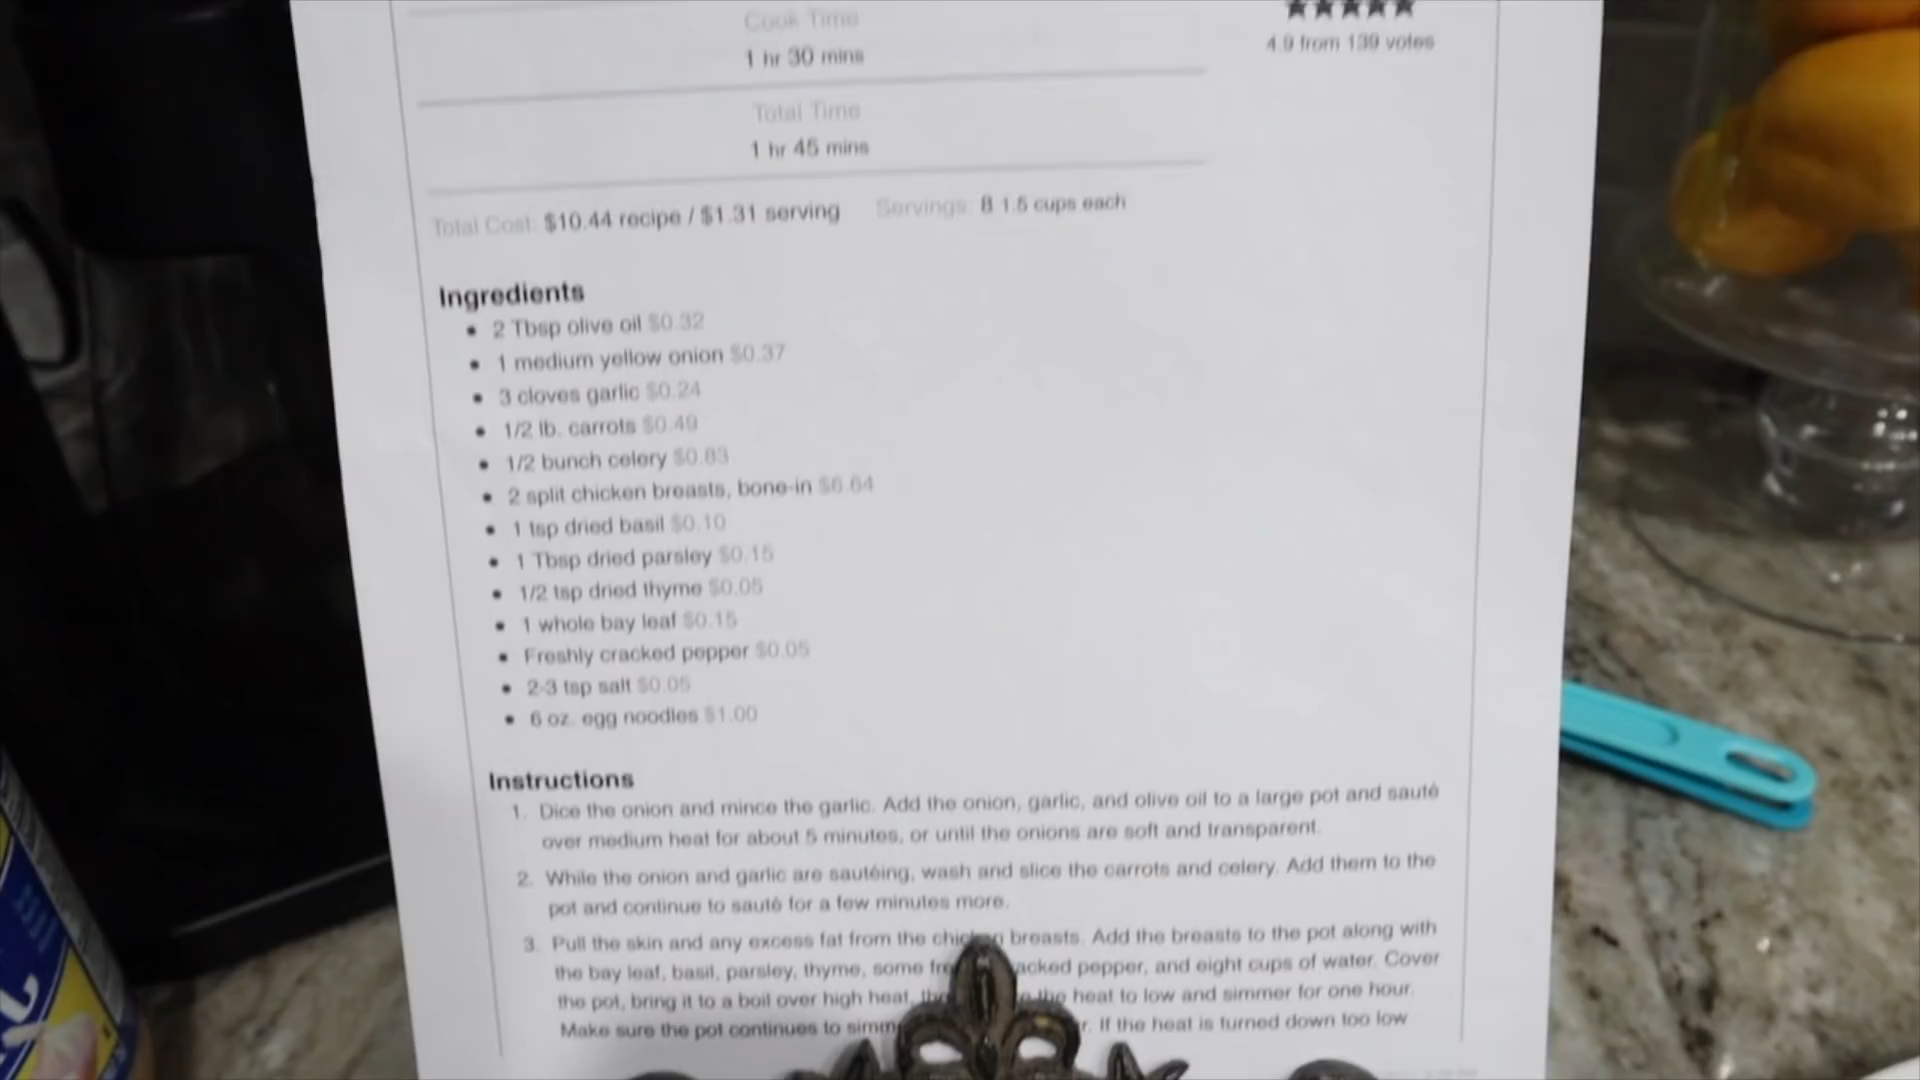 Cook Time
1 hr 30 mins
4.9 from 139 votes
Total Time
1 hr 45 mins
Total Cost: $10.44 recipe / $1.31 serving Servings: 8 1.5 cups each
Ingredients
• 2 Tbsp olive oil $0.32
• 1 medium yellow onion $0.37
• 3 cloves garlic $0.24
• 1/2 lb. carrots $0.49
• 1/2 bunch celery $0.83
• 2 split chicken breasts, bone-in $6.64
• 1 tsp dried basil $0.10
• 1 Tbsp dried parsley $0.15
• 1/2 tsp dried thyme $0.05
• 1 whole bay leaf $0.15
• Freshly cracked pepper $0.05
• 2-3 tsp salt $0.05
• 6 oz. egg noodles $1.00
Instructions
1. Dice the onion and mince the garlic. Add the onion, garlic, and olive oil to a large pot and sauté
over medium heat for about 5 minutes, or until the onions are soft and transparent.
2. While the onion and garlic are sautéing, wash and slice the carrots and celery. Add them to the
pot and continue to sauté for a few minutes more.
3. Pull the skin and any excess fat from the chicken breasts. Add the breasts to the pot along with
the bay leaf, basil, parsley, thyme, some pepper, and eight cups of water. Cover
the pot, bring it to a boil over high heat, the heat to low and simmer for one hour.
Make sure the pot continues to If the heat is turned down too low